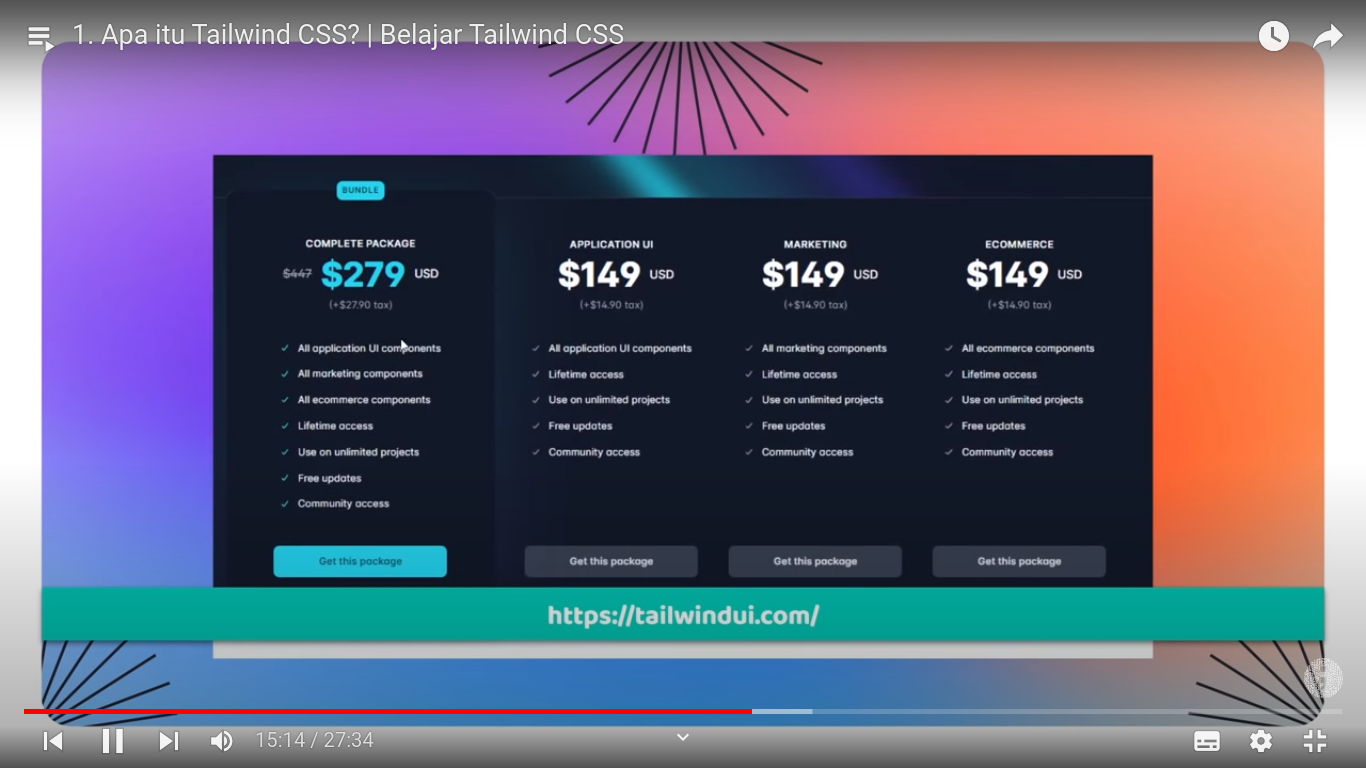 1. Apa itu Tailwind CSS? | Belajar Tailwind CSS
BUNDLE
COMPLETE PACKAGE
$447 $279 USD
(+$27.90 tax)
All application UI components
All marketing components
All ecommerce components
Lifetime access
Use on unlimited projects
Free updates
Community access
Get this package
APPLICATION UI
$149 USD
(+$14.90 tax)
All application UI components
Lifetime access
Use on unlimited projects
Free updates
Community access
Get this package
MARKETING
$149 USD
(+$14.90 tax)
All marketing components
Lifetime access
Use on unlimited projects
Free updates
Community access
Get this package
ECOMMERCE
$149 USD
(+$14.90 tax)
All ecommerce components
Lifetime access
Use on unlimited projects
Free updates
Community access
Get this package
https://tailwindui.com/
15:14 / 27:34